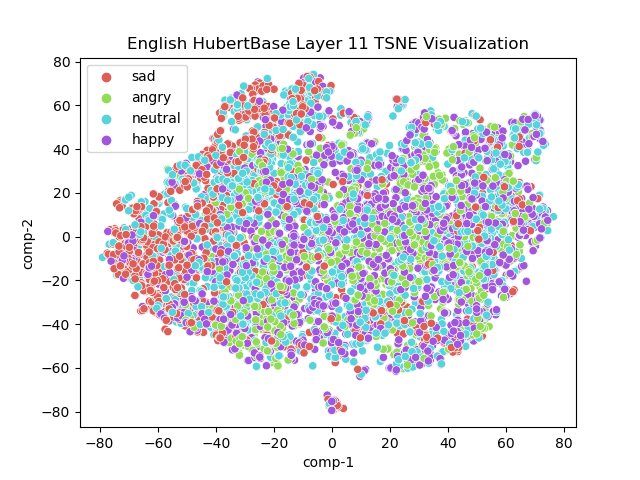 English HubertBase Layer 11 TSNE Visualization
sad
angry
neutral
happy
80
60
40
20
0
−20
−40
−60
−80
comp-2
−80
−60
−40
−20
0
20
40
60
80
comp-1